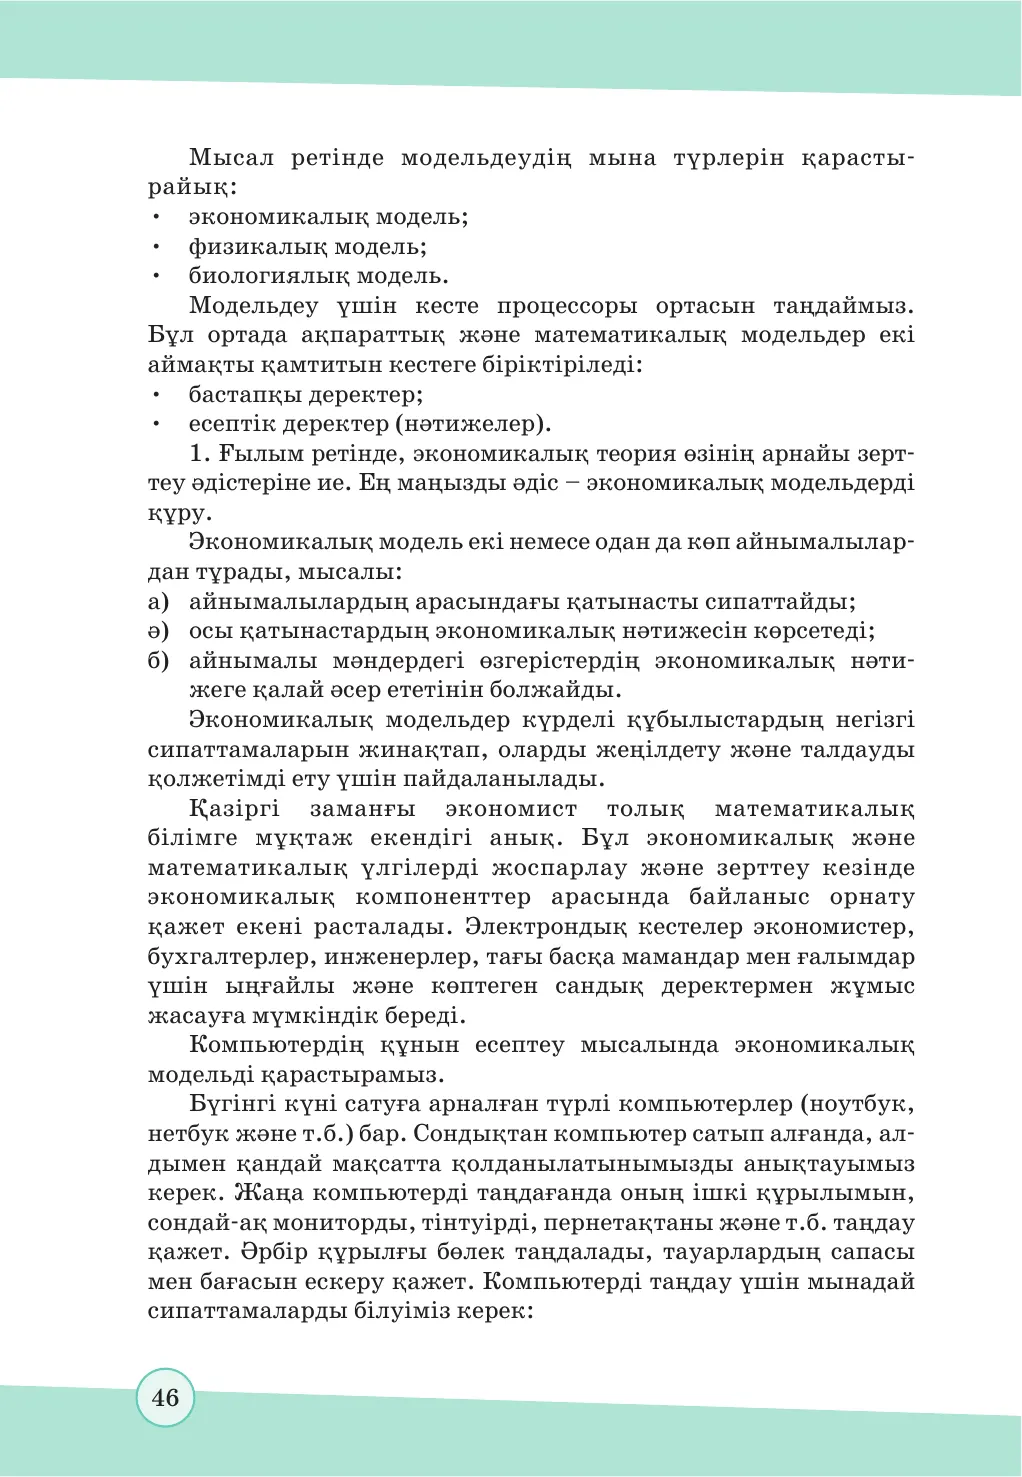 Мысал ретінде модельдеудің мына түрлерін қарасты-
райық:
• экономикалық модель;
• физикалық модель;
• биологиялық модель.
Модельдеу үшін кесте процессоры ортасын таңдаймыз.
Бұл ортада ақпараттық және математикалық модельдер екі
аймақты қамтитын кестеге біріктіріледі:
• бастапқы деректер;
• есептік деректер (нәтижелер).
1. Ғылым ретінде, экономикалық теория өзінің арнайы зерт-
теу әдістеріне ие. Ең маңызды әдіс – экономикалық модельдерді
құру.
Экономикалық модель екі немесе одан да көп айнымалылар-
дан тұрады, мысалы:
а) айнымалылардың арасындағы қатынасты сипаттайды;
ә) осы қатынастардың экономикалық нәтижесін көрсетеді;
б) айнымалы мәндердегі өзгерістердің экономикалық нәти-
жеге қалай әсер ететінін болжайды.
Экономикалық модельдер күрделі құбылыстардың негізгі
сипаттамаларын жинақтап, оларды жеңілдету және талдауды
қолжетімді ету үшін пайдаланылады.
Қазіргі заманғы экономист толық математикалық
білімге мұқтаж екендігі анық. Бұл экономикалық және
математикалық үлгілерді жоспарлау және зерттеу кезінде
экономикалық компоненттер арасында байланыс орнату
қажет екені расталады. Электрондық кестелер экономистер,
бухгалтерлер, инженерлер, тағы басқа мамандар мен ғалымдар
үшін ыңғайлы және көптеген сандық деректермен жұмыс
жасауға мүмкіндік береді.
Компьютердің құнын есептеу мысалында экономикалық
модельді қарастырамыз.
Бүгінгі күні сатуға арналған түрлі компьютерлер (ноутбук,
нетбук және т.б.) бар. Сондықтан компьютер сатып алғанда, ал-
дымен қандай мақсатта қолданылатынымызды анықтауымыз
керек. Жаңа компьютерді таңдағанда оның ішкі құрылымын,
сондай-ақ мониторды, тінтуірді, пернетақтаны және т.б. таңдау
қажет. Әрбір құрылғы бөлек таңдалады, тауарлардың сапасы
мен бағасын ескеру қажет. Компьютерді таңдау үшін мынадай
сипаттамаларды білуіміз керек:
46